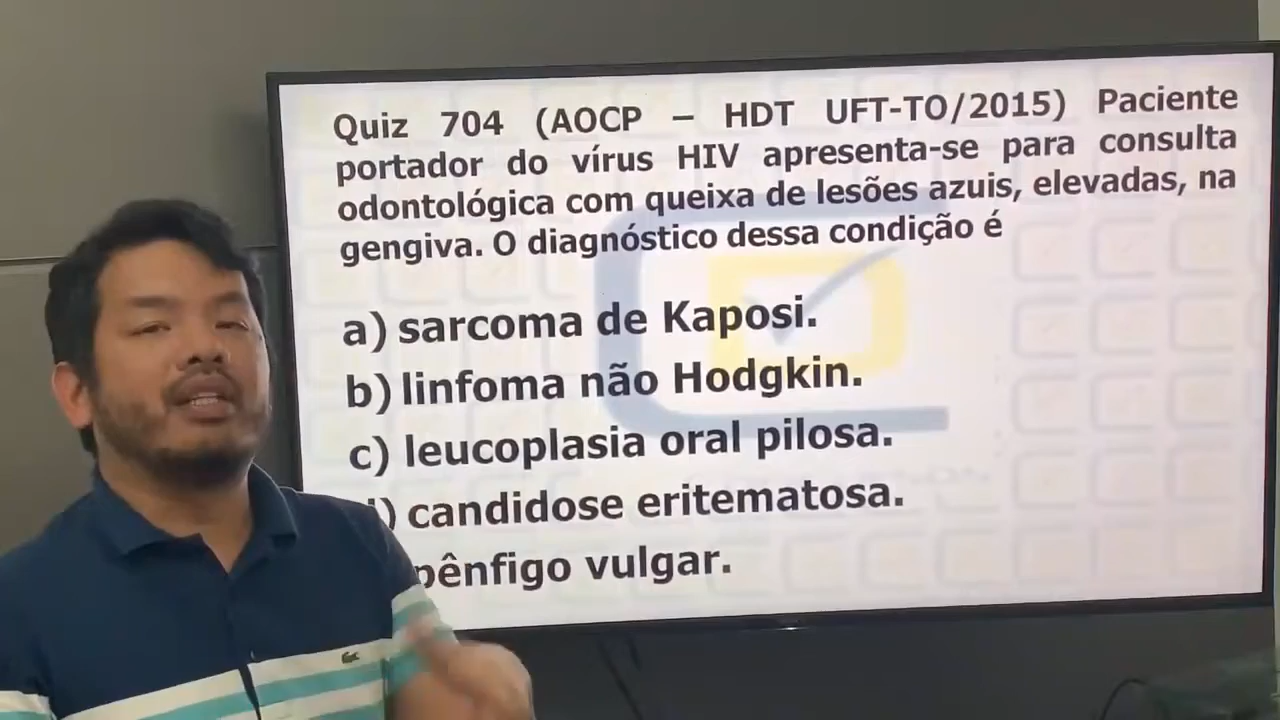 Quiz 704 (AOCP – HDT UFT-TO/2015) Paciente
portador do vírus HIV apresenta-se para consulta
odontológica com queixa de lesões azuis, elevadas, na
gengiva. O diagnóstico dessa condição é
a) sarcoma de Kaposi.
b) linfoma não Hodgkin.
c) leucoplasia oral pilosa.
) candidose eritematosa.
pênfigo vulgar.